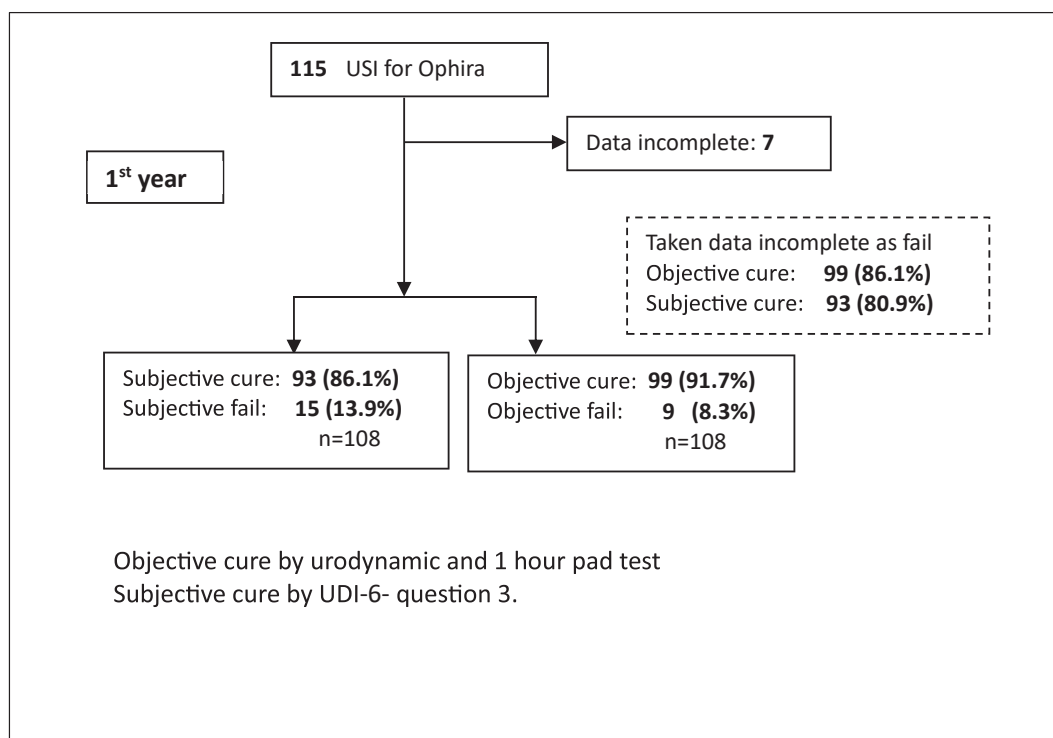 115 USI for Ophira
Data incomplete: 7
1st year
Taken data incomplete as fail
Objective cure: 99 (86.1%)
Subjective cure: 93 (80.9%)
Subjective cure: 93 (86.1%)
Subjective fail: 15 (13.9%)
n=108
Objective cure: 99 (91.7%)
Objective fail: 9 (8.3%)
n=108
Objective cure by urodynamic and 1 hour pad test
Subjective cure by UDI-6- question 3.